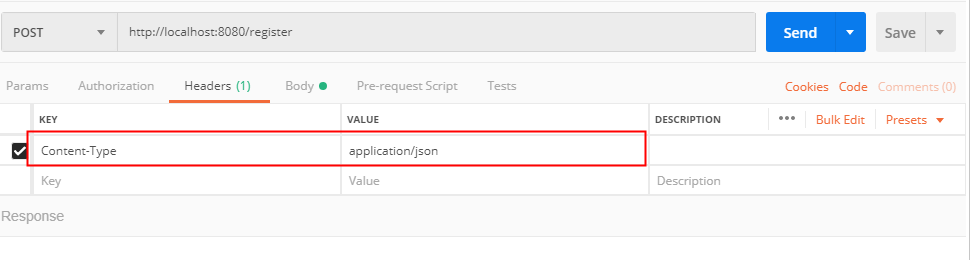 POST http://localhost:8080/register Send Save
Params Authorization Headers (1) Body Pre-request Script Tests Cookies Code Comments (0)
KEY VALUE DESCRIPTION ••• Bulk Edit Presets
Content-Type application/json
Key Value Description
Response